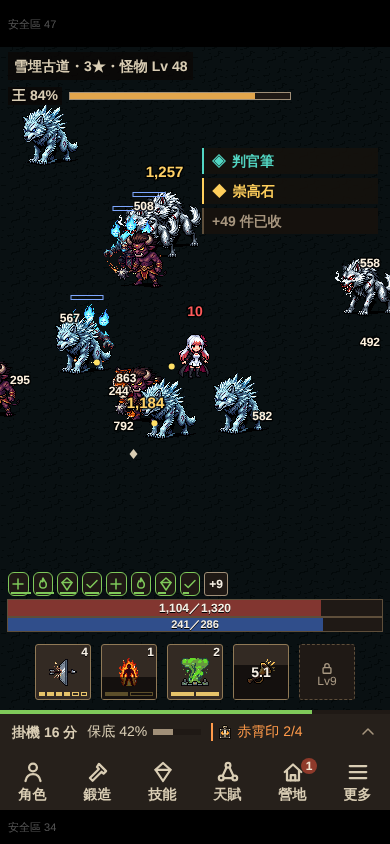 安全區 47
雪埋古道・3★・怪物 Lv 48
王 84%
1,257
判官筆
崇高石
+49 件已收
508
558
567
10
492
295
863
244
1,184
792
582
+9
1,104／1,320
241／286
4
1
2
5.1
Lv9
掛機 16 分
保底 42%
赤霄印 2/4
1
角色
鍛造
技能
天賦
營地
更多
安全區 34